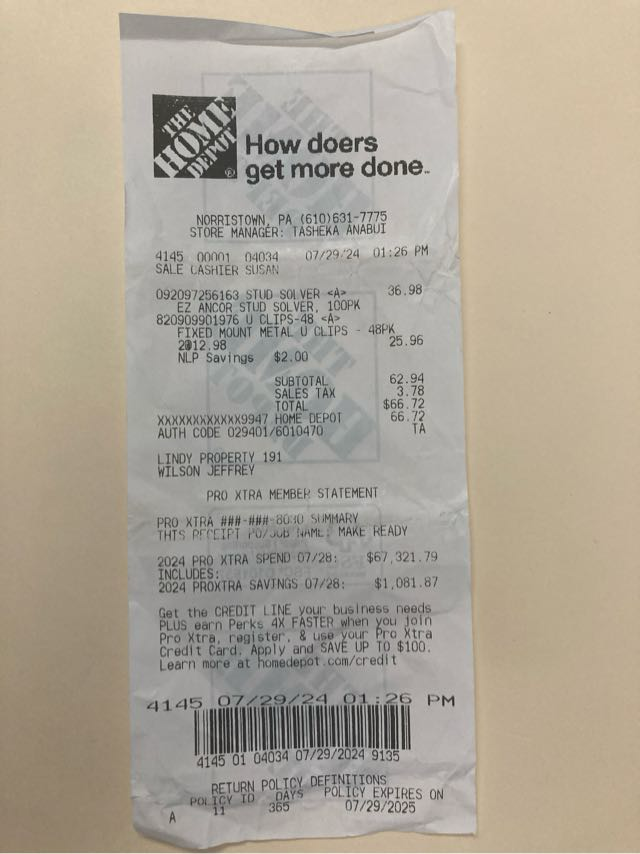 THE
HOME
DEPOT
®
How doers
get more done™
NORRISTOWN, PA (610)631-7775
STORE MANAGER: TASHEKA ANABUI
4145 00001 04034 07/29/24 01:26 PM
SALE CASHIER SUSAN
092097256163 STUD SOLVER <A> 36.98
EZ ANCOR STUD SOLVER, 100PK
820909901976 U CLIPS-48 <A>
FIXED MOUNT METAL U CLIPS - 48PK
2@12.98 25.96
NLP Savings $2.00
SUBTOTAL 62.94
SALES TAX 3.78
TOTAL $66.72
XXXXXXXXXXXX9947 HOME DEPOT 66.72
AUTH CODE 029401/6010470 TA
LINDY PROPERTY 191
WILSON JEFFREY
PRO XTRA MEMBER STATEMENT
PRO XTRA ###-###-8030 SUMMARY
THIS RECEIPT PO/JOB NAME: MAKE READY
2024 PRO XTRA SPEND 07/28: $67,321.79
INCLUDES:
2024 PROXTRA SAVINGS 07/28: $1,081.87
Get the CREDIT LINE your business needs
PLUS earn Perks 4X FASTER when you join
Pro Xtra, register, & use your Pro Xtra
Credit Card. Apply and SAVE UP TO $100.
Learn more at homedepot.com/credit
4145 07/29/24 01:26 PM
4145 01 04034 07/29/2024 9135
RETURN POLICY DEFINITIONS
POLICY ID DAYS POLICY EXPIRES ON
A 11 365 07/29/2025